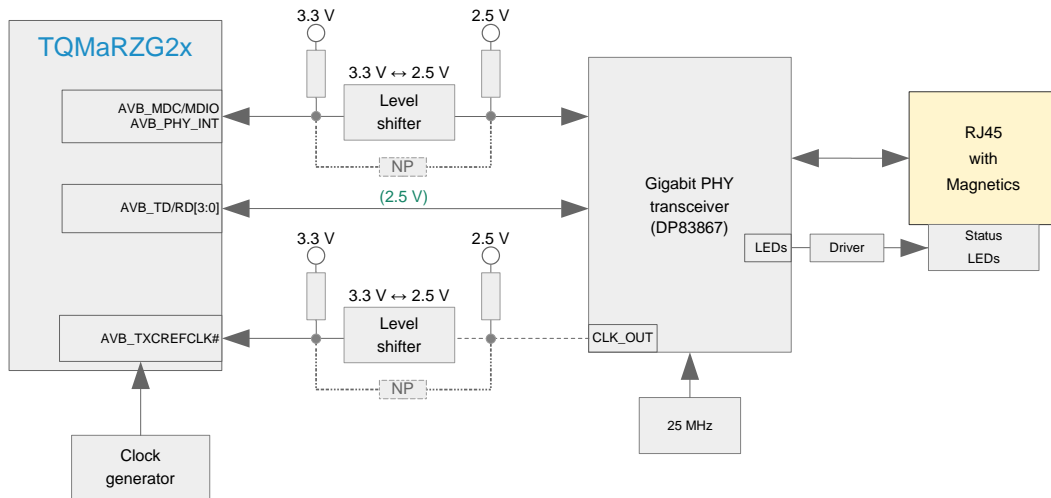 TQMaRZG2x
AVB_MDC/MDIO
AVB_PHY_INT
AVB_TD/RD[3:0]
AVB_TXCREFCLK#
Clock
generator
3.3 V
2.5 V
3.3 V ↔ 2.5 V
Level
shifter
NP
(2.5 V)
3.3 V
2.5 V
3.3 V ↔ 2.5 V
Level
shifter
NP
Gigabit PHY
transceiver
(DP83867)
LEDs
CLK_OUT
25 MHz
Driver
RJ45
with
Magnetics
Status
LEDs